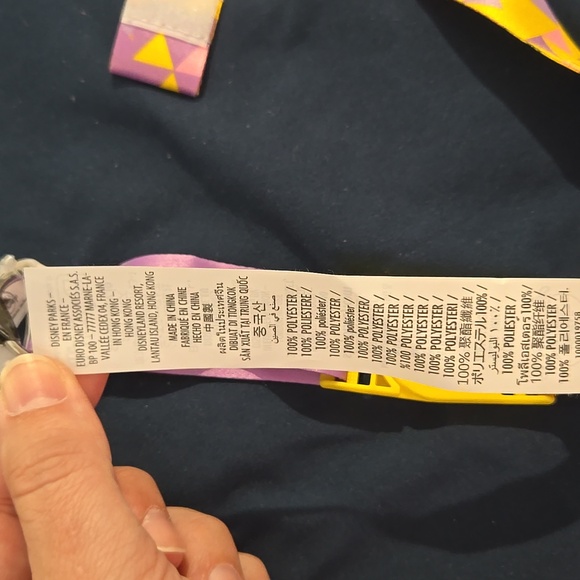 DISNEY PARKS –
EN FRANCE –
EURO DISNEY ASSOCIÉS S.A.S.
BP 100 – 77777 MARNE-LA-
VALLÉE CEDEX 04, FRANCE
IN HONG KONG –
HONG KONG
DISNEYLAND RESORT,
LANTAU ISLAND, HONG KONG
MADE IN CHINA
FABRIQUÉ EN CHINE
HECHO EN CHINA
中國製
ผลิตในประเทศจีน
DIBUAT DI TIONGKOK
SẢN XUẤT TẠI TRUNG QUỐC
صنع في الصين
중국산
100% POLYESTER /
100% POLIESTERE /
100% poliéster/
100% poliester /
100% POLYESTER/
100% POLYESTER /
%100 POLYESTER /
100% POLYESTER /
100% POLYESTERI /
100% 聚酯纖維 /
ポリエステル 100% /
١٠٠٪ البوليستر /
100% POLYESTER /
โพลีเอสเตอร์ 100%/
100% 聚酯纤维 /
100% 폴리에스터.